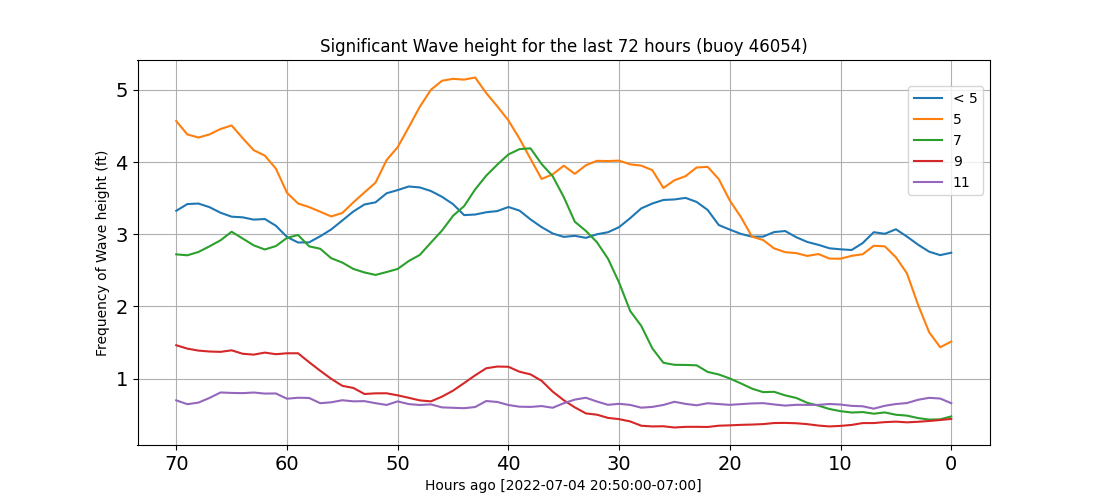 Significant Wave height for the last 72 hours (buoy 46054)
Frequency of Wave height (ft)
5
4
3
2
1
< 5
5
7
9
11
70 60 50 40 30 20 10 0
Hours ago [2022-07-04 20:50:00-07:00]